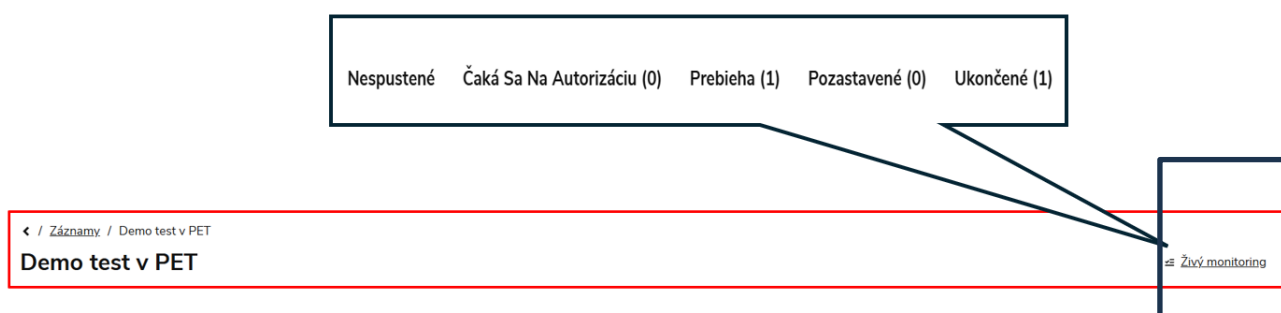 Nespustené Čaká Sa Na Autorizáciu (0) Prebieha (1) Pozastavené (0) Ukončené (1)
/ Záznamy / Demo test v PET
Demo test v PET
Živý monitoring